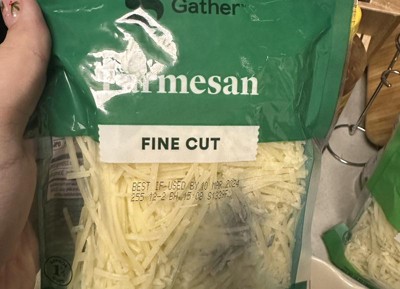 Gather
Parmesan
FINE CUT
BEST IF USED BY 10 MAR 2024